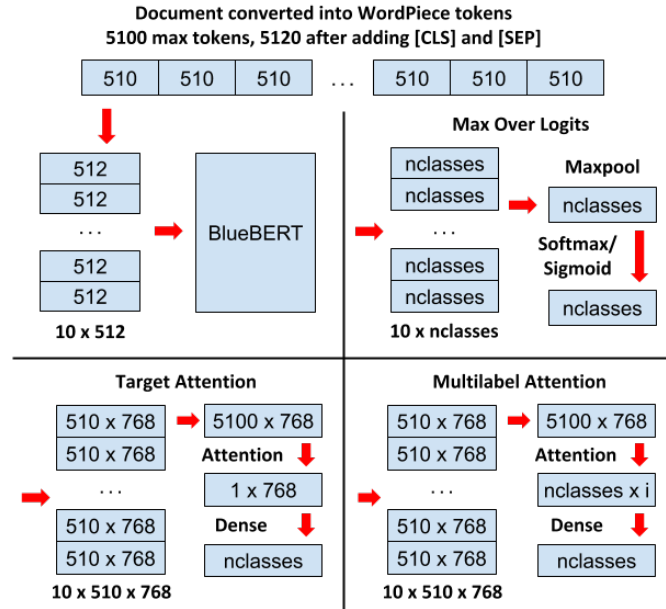 Document converted into WordPiece tokens
5100 max tokens, 5120 after adding [CLS] and [SEP]
510 510 510 ... 510 510 510
512
512
...
512
512
10 x 512
BlueBERT
Max Over Logits
nclasses
nclasses
...
nclasses
nclasses
10 x nclasses
Maxpool
nclasses
Softmax/
Sigmoid
nclasses
Target Attention
510 x 768
510 x 768
...
510 x 768
510 x 768
10 x 510 x 768
5100 x 768
Attention
1 x 768
Dense
nclasses
Multilabel Attention
510 x 768
510 x 768
...
510 x 768
510 x 768
10 x 510 x 768
5100 x 768
Attention
nclasses x i
Dense
nclasses